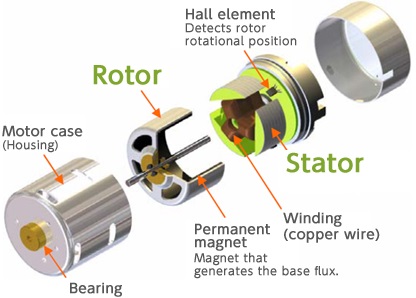 Hall element
Detects rotor
rotational position
Rotor
Motor case
(Housing)
Stator
Permanent
magnet
Magnet that
generates the base flux.
Winding
(copper wire)
Bearing